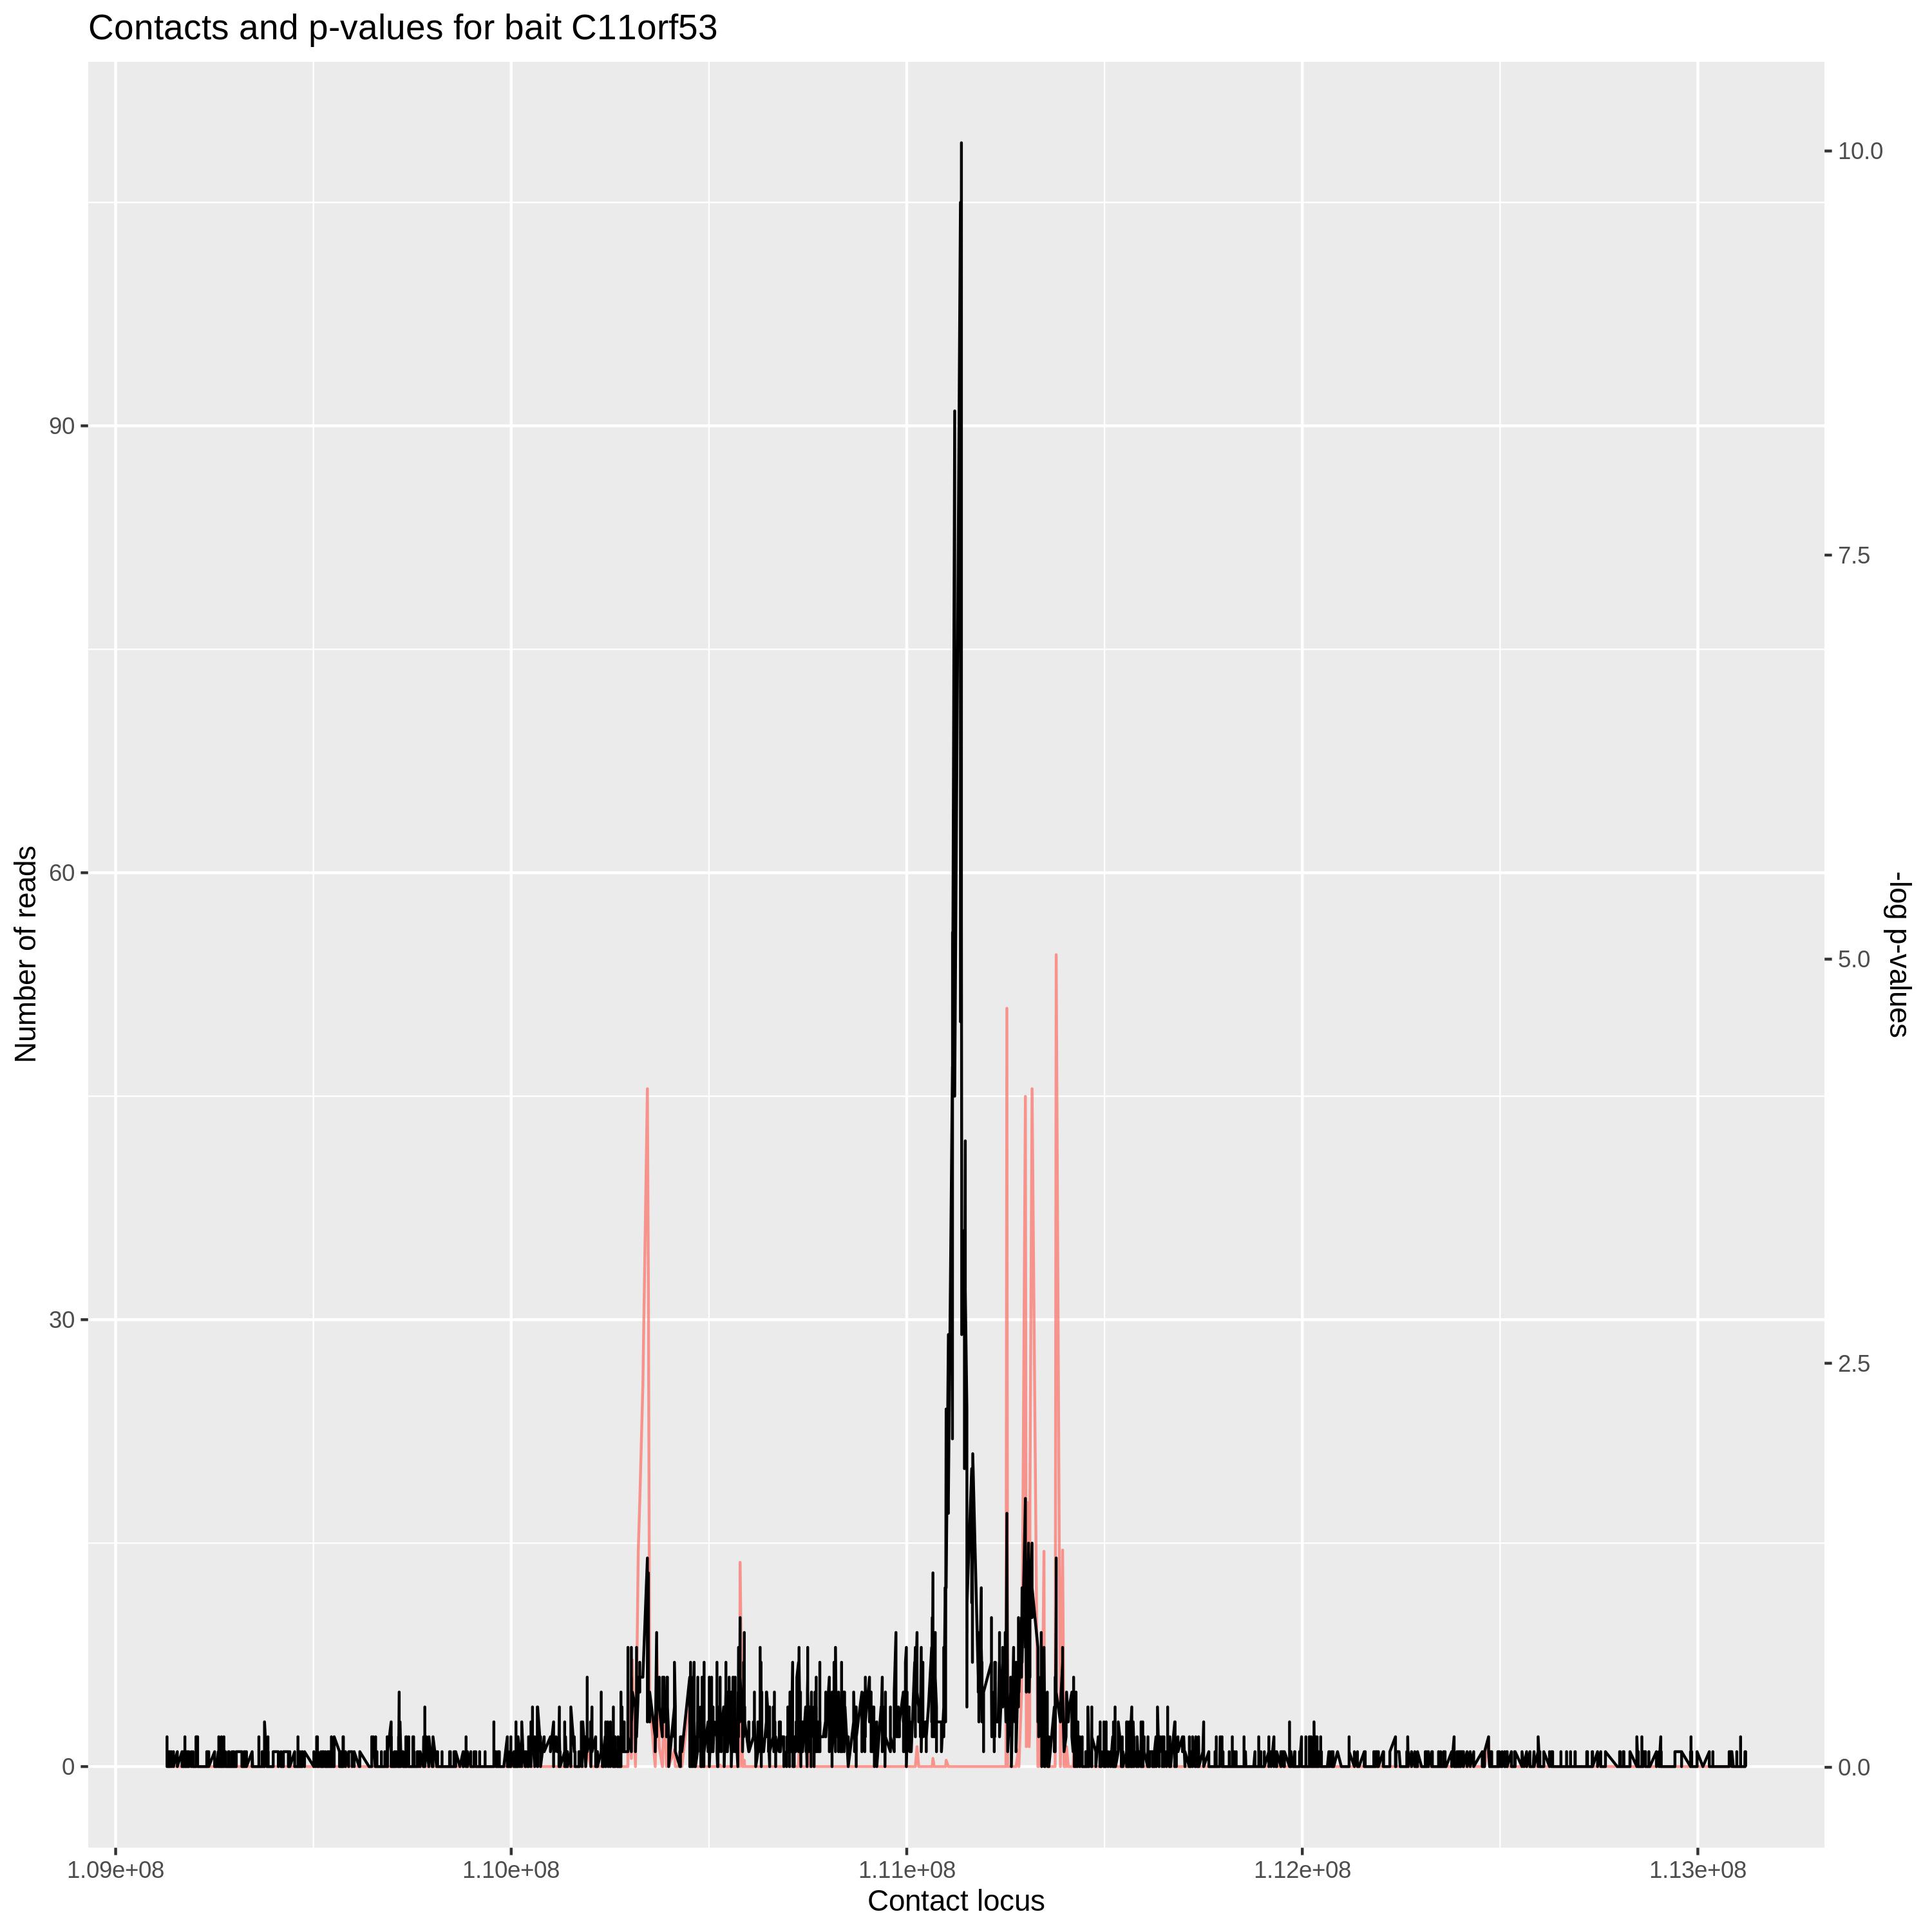 Contacts and p-values for bait C11orf53
10.0
90
7.5
60
5.0
Number of reads
-log p-values
30
2.5
0
0.0
1.09e+08 1.10e+08 1.11e+08 1.12e+08 1.13e+08
Contact locus